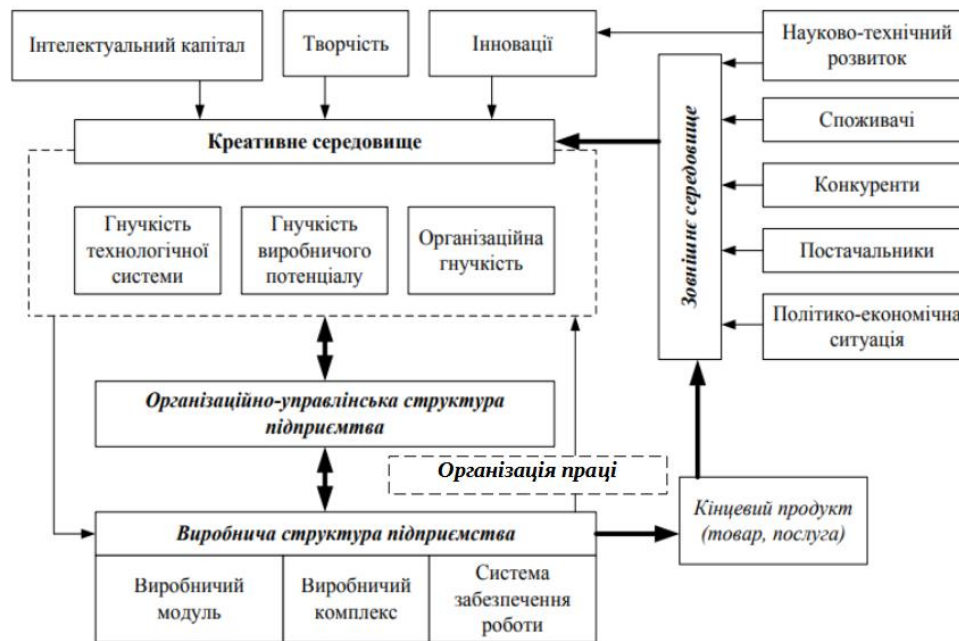 Інтелектуальний капітал
Творчість
Інновації
Науково-технічний
розвиток
Креативне середовище
Зовнішнє середовище
Споживачі
Конкуренти
Постачальники
Політико-економічна
ситуація
Гнучкість
технологічної
системи
Гнучкість
виробничого
потенціалу
Організаційна
гнучкість
Організаційно-управлінська структура
підприємтва
Організація праці
Виробнича структура підприємства
Кінцевий продукт
(товар, послуга)
Виробничий
модуль
Виробничий
комплекс
Система
забезпечення
роботи